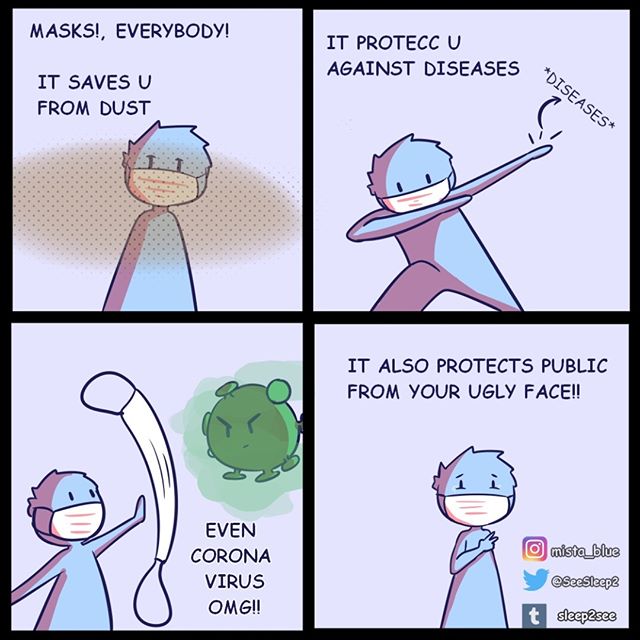 MASKS!, EVERYBODY!
IT SAVES U
FROM DUST
IT PROTECC U
AGAINST DISEASES
*DISEASES*
EVEN
CORONA
VIRUS
OMG!!
IT ALSO PROTECTS PUBLIC
FROM YOUR UGLY FACE!!
mista_blue
@SeeSleep2
t sleep2see